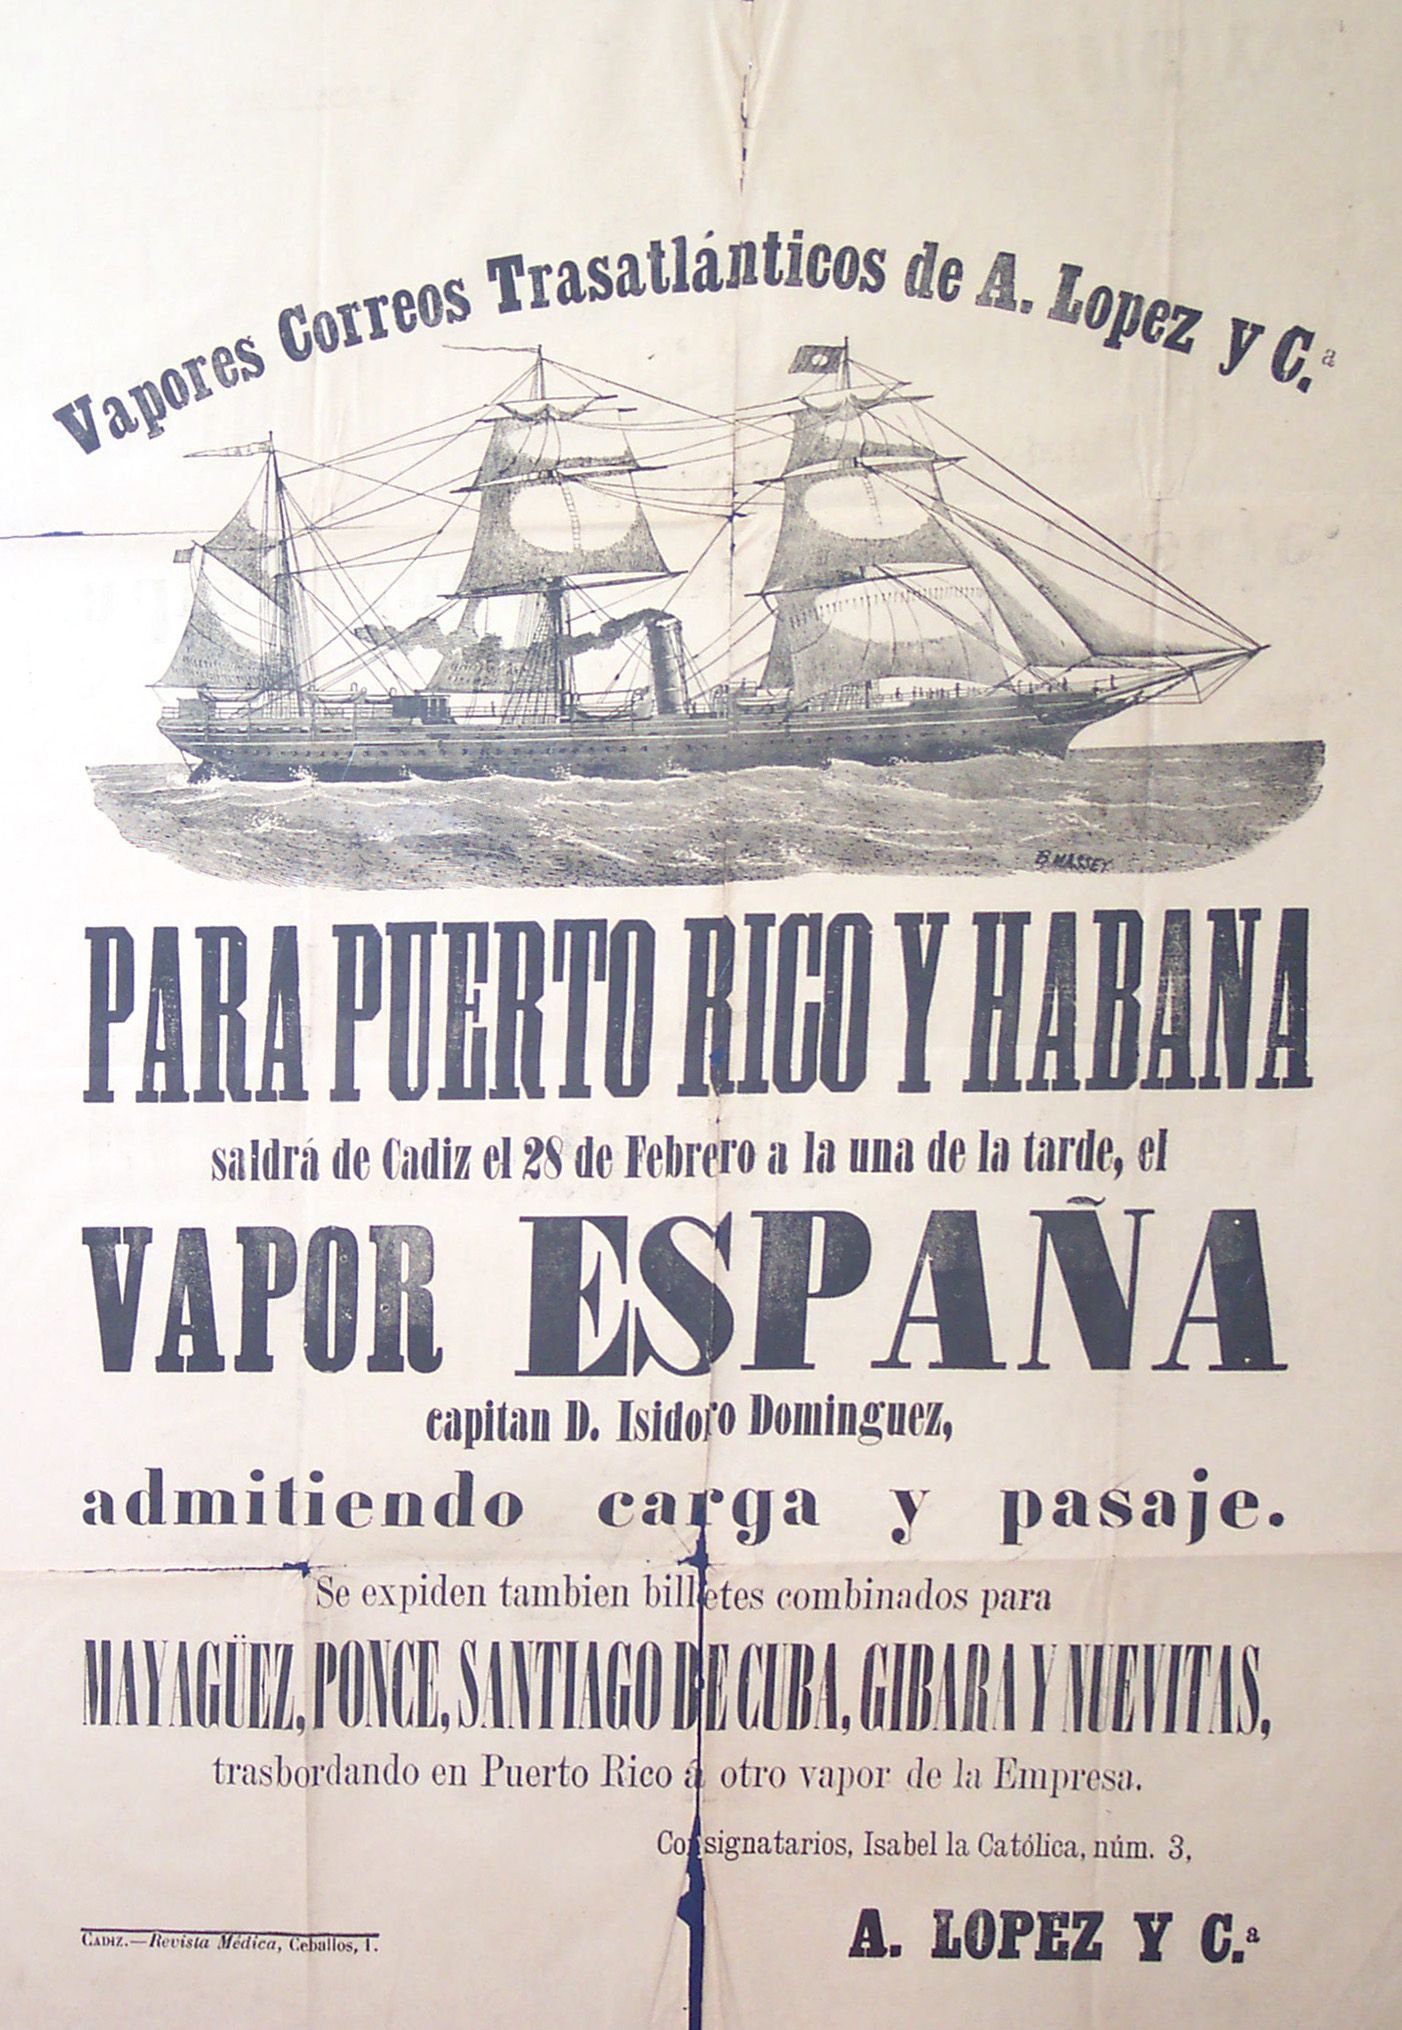 Vapores Correos Trasatlánticos de A. Lopez y C.ª
B. MASSEY
PARA PUERTO RICO Y HABANA
saldrá de Cadiz el 28 de Febrero a la una de la tarde, el
VAPOR ESPAÑA
capitan D. Isidoro Dominguez,
admitiendo carga y pasaje.
Se expiden tambien billetes combinados para
MAYAGÜEZ, PONCE, SANTIAGO DE CUBA, GIBARA Y NUEVITAS,
trasbordando en Puerto Rico á otro vapor de la Empresa.
Consignatarios, Isabel la Católica, núm. 3,
A. LOPEZ Y C.ª
CADIZ.—Revista Médica, Ceballos, 1.